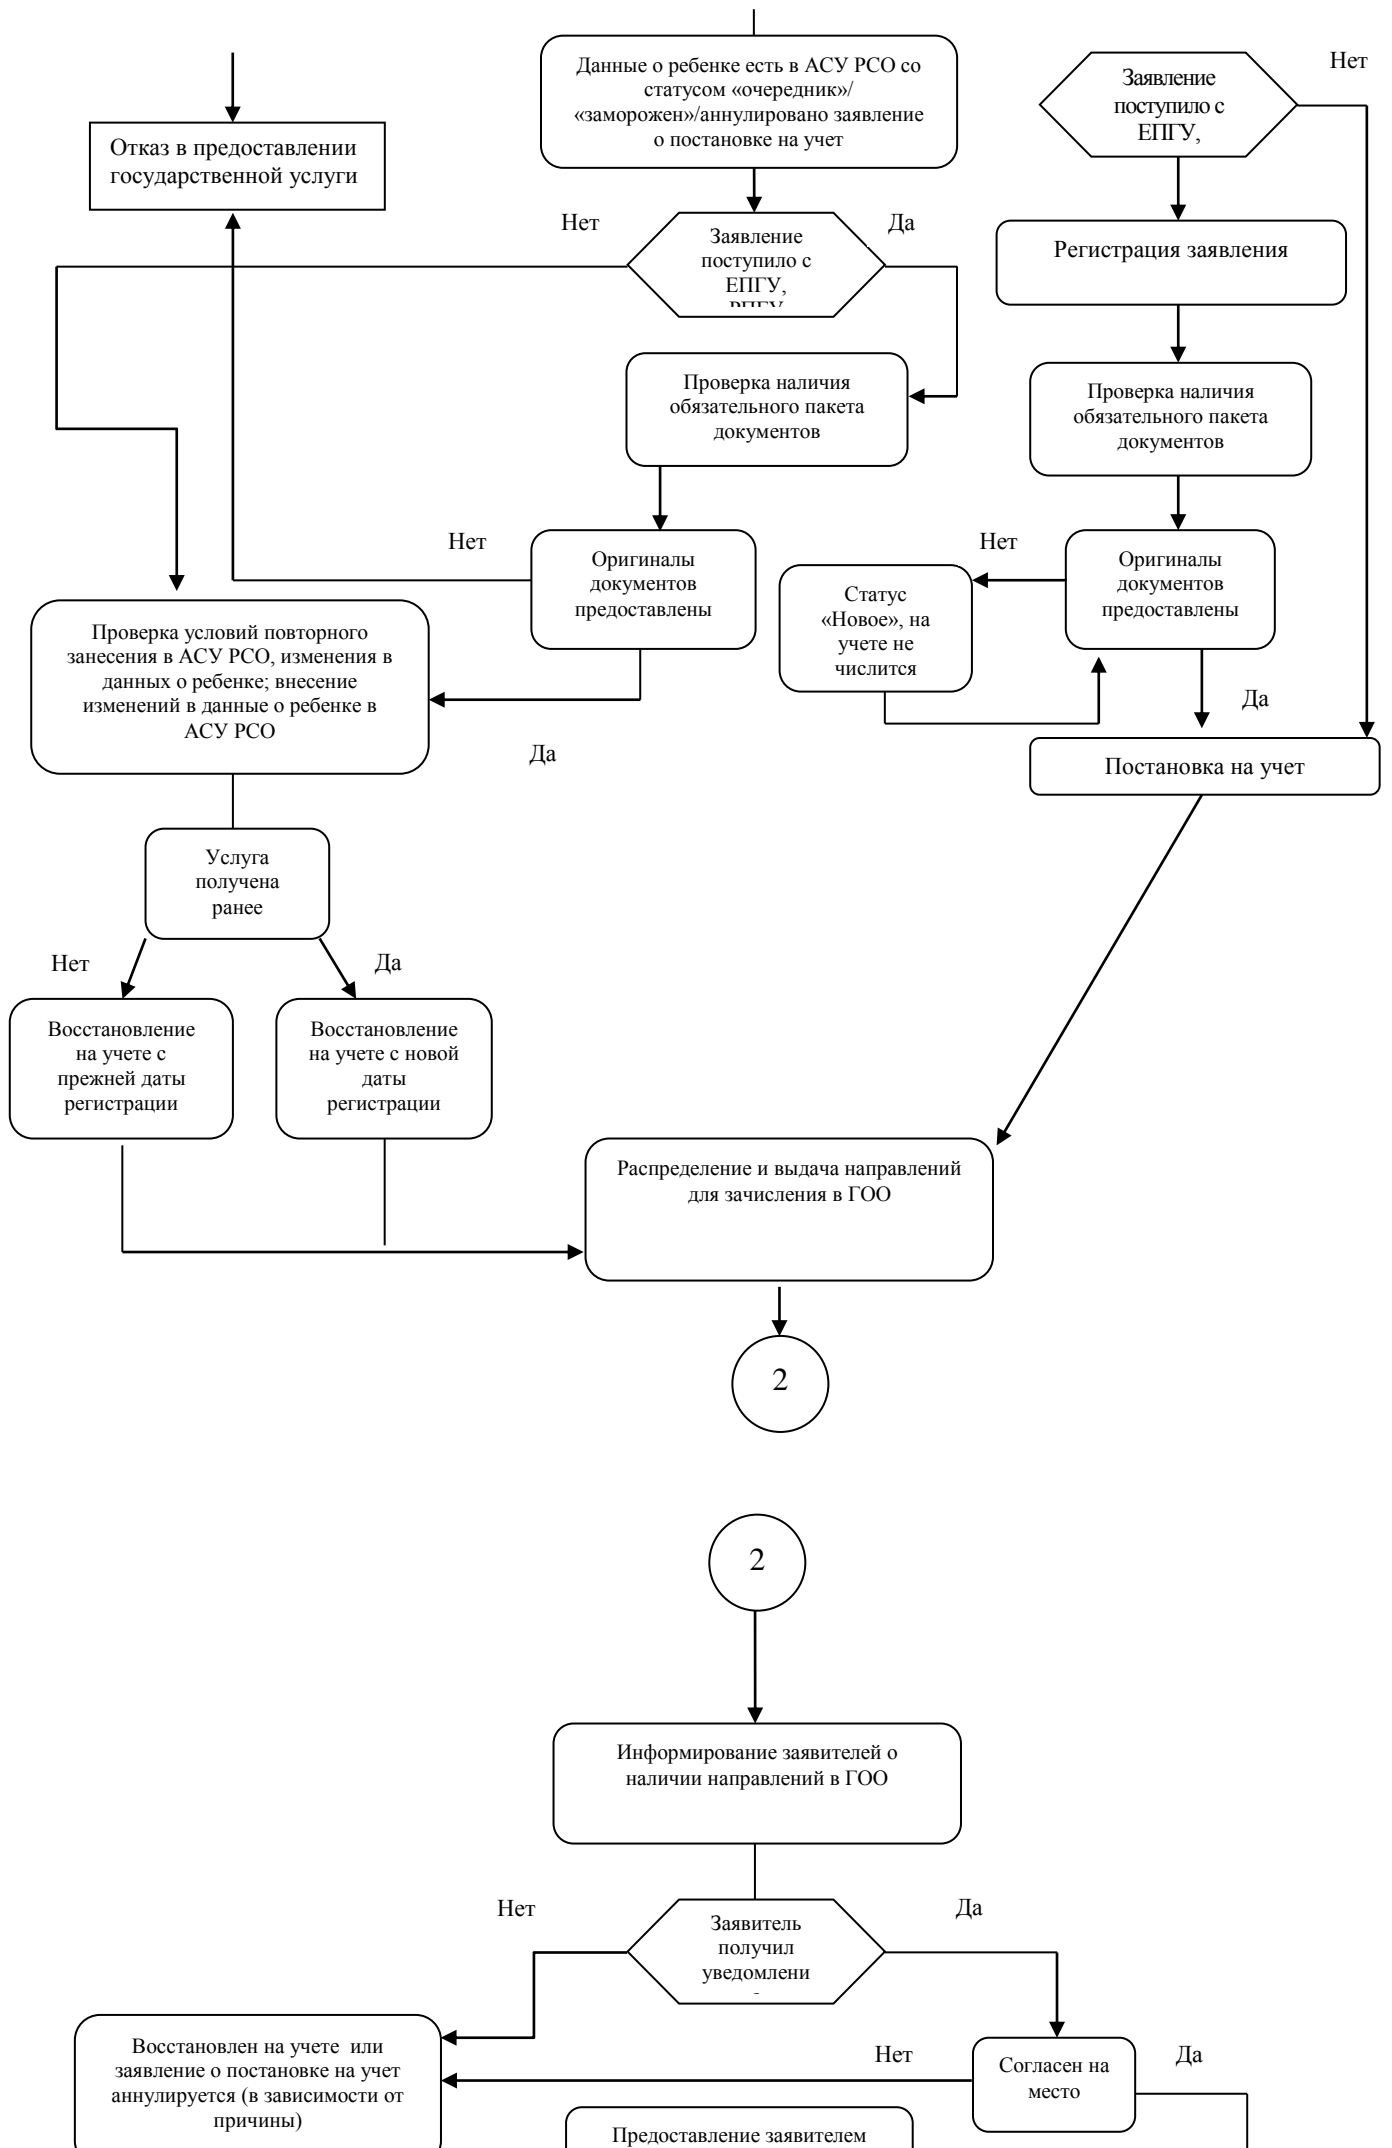 Данные о ребенке есть в АСУ РСО со
статусом «очередник»/
«заморожен»/аннулировано заявление
о постановке на учет
Нет
Заявление
поступило с
ЕПГУ,
Отказ в предоставлении
государственной услуги
Нет
Да
Заявление
поступило с
ЕПГУ,
РПГУ
Регистрация заявления
Проверка наличия
обязательного пакета
документов
Проверка наличия
обязательного пакета
документов
Нет
Оригиналы
документов
предоставлены
Нет
Оригиналы
документов
предоставлены
Статус
«Новое», на
учете не
числится
Проверка условий повторного
занесения в АСУ РСО, изменения в
данных о ребенке; внесение
изменений в данные о ребенке в
АСУ РСО
Да
Да
Постановка на учет
Услуга
получена
ранее
Нет
Да
Восстановление
на учете с
прежней даты
регистрации
Восстановление
на учете с новой
даты
регистрации
Распределение и выдача направлений
для зачисления в ГОО
2
2
Информирование заявителей о
наличии направлений в ГОО
Нет
Да
Заявитель
получил
уведомлени
Восстановлен на учете или
заявление о постановке на учет
аннулируется (в зависимости от
причины)
Нет
Согласен на
место
Да
Предоставление заявителем